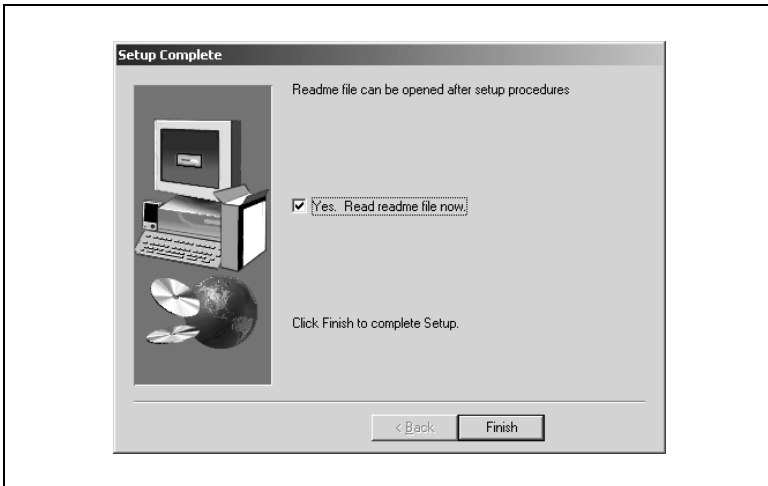 Setup Complete
Readme file can be opened after setup procedures
Yes. Read readme file now.
Click Finish to complete Setup.
< Back
Finish